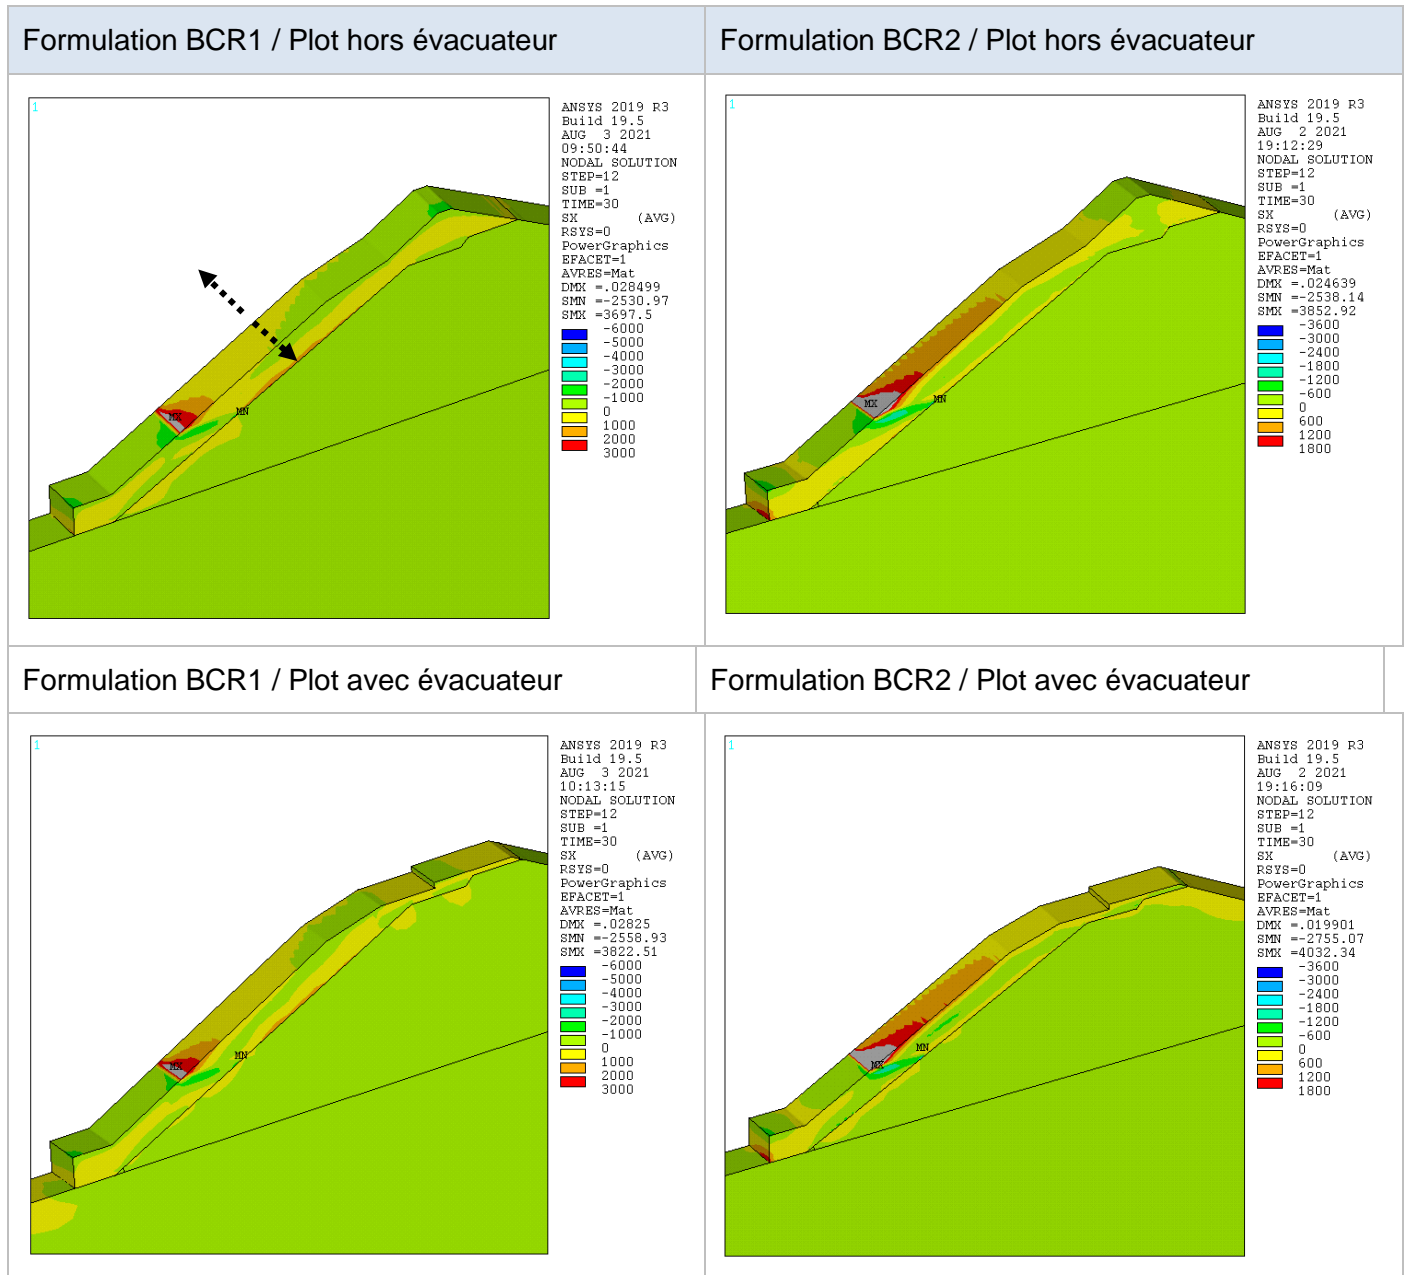 Formulation BCR1 / Plot hors évacuateur
Formulation BCR2 / Plot hors évacuateur
1
MX
MN
ANSYS 2019 R3
Build 19.5
AUG  3 2021
09:50:44
NODAL SOLUTION
STEP=12
SUB =1
TIME=30
SX       (AVG)
RSYS=0
PowerGraphics
EFACET=1
AVRES=Mat
DMX =.028499
SMN =-2530.97
SMX =3697.5
-6000
-5000
-4000
-3000
-2000
-1000
0
1000
2000
3000
1
MX
MN
ANSYS 2019 R3
Build 19.5
AUG  2 2021
19:12:29
NODAL SOLUTION
STEP=12
SUB =1
TIME=30
SX       (AVG)
RSYS=0
PowerGraphics
EFACET=1
AVRES=Mat
DMX =.024639
SMN =-2538.14
SMX =3852.92
-3600
-3000
-2400
-1800
-1200
-600
0
600
1200
1800
Formulation BCR1 / Plot avec évacuateur
Formulation BCR2 / Plot avec évacuateur
1
MX
MN
ANSYS 2019 R3
Build 19.5
AUG  3 2021
10:13:15
NODAL SOLUTION
STEP=12
SUB =1
TIME=30
SX       (AVG)
RSYS=0
PowerGraphics
EFACET=1
AVRES=Mat
DMX =.02825
SMN =-2558.93
SMX =3822.51
-6000
-5000
-4000
-3000
-2000
-1000
0
1000
2000
3000
1
MX
MN
ANSYS 2019 R3
Build 19.5
AUG  2 2021
19:16:09
NODAL SOLUTION
STEP=12
SUB =1
TIME=30
SX       (AVG)
RSYS=0
PowerGraphics
EFACET=1
AVRES=Mat
DMX =.019901
SMN =-2755.07
SMX =4032.34
-3600
-3000
-2400
-1800
-1200
-600
0
600
1200
1800